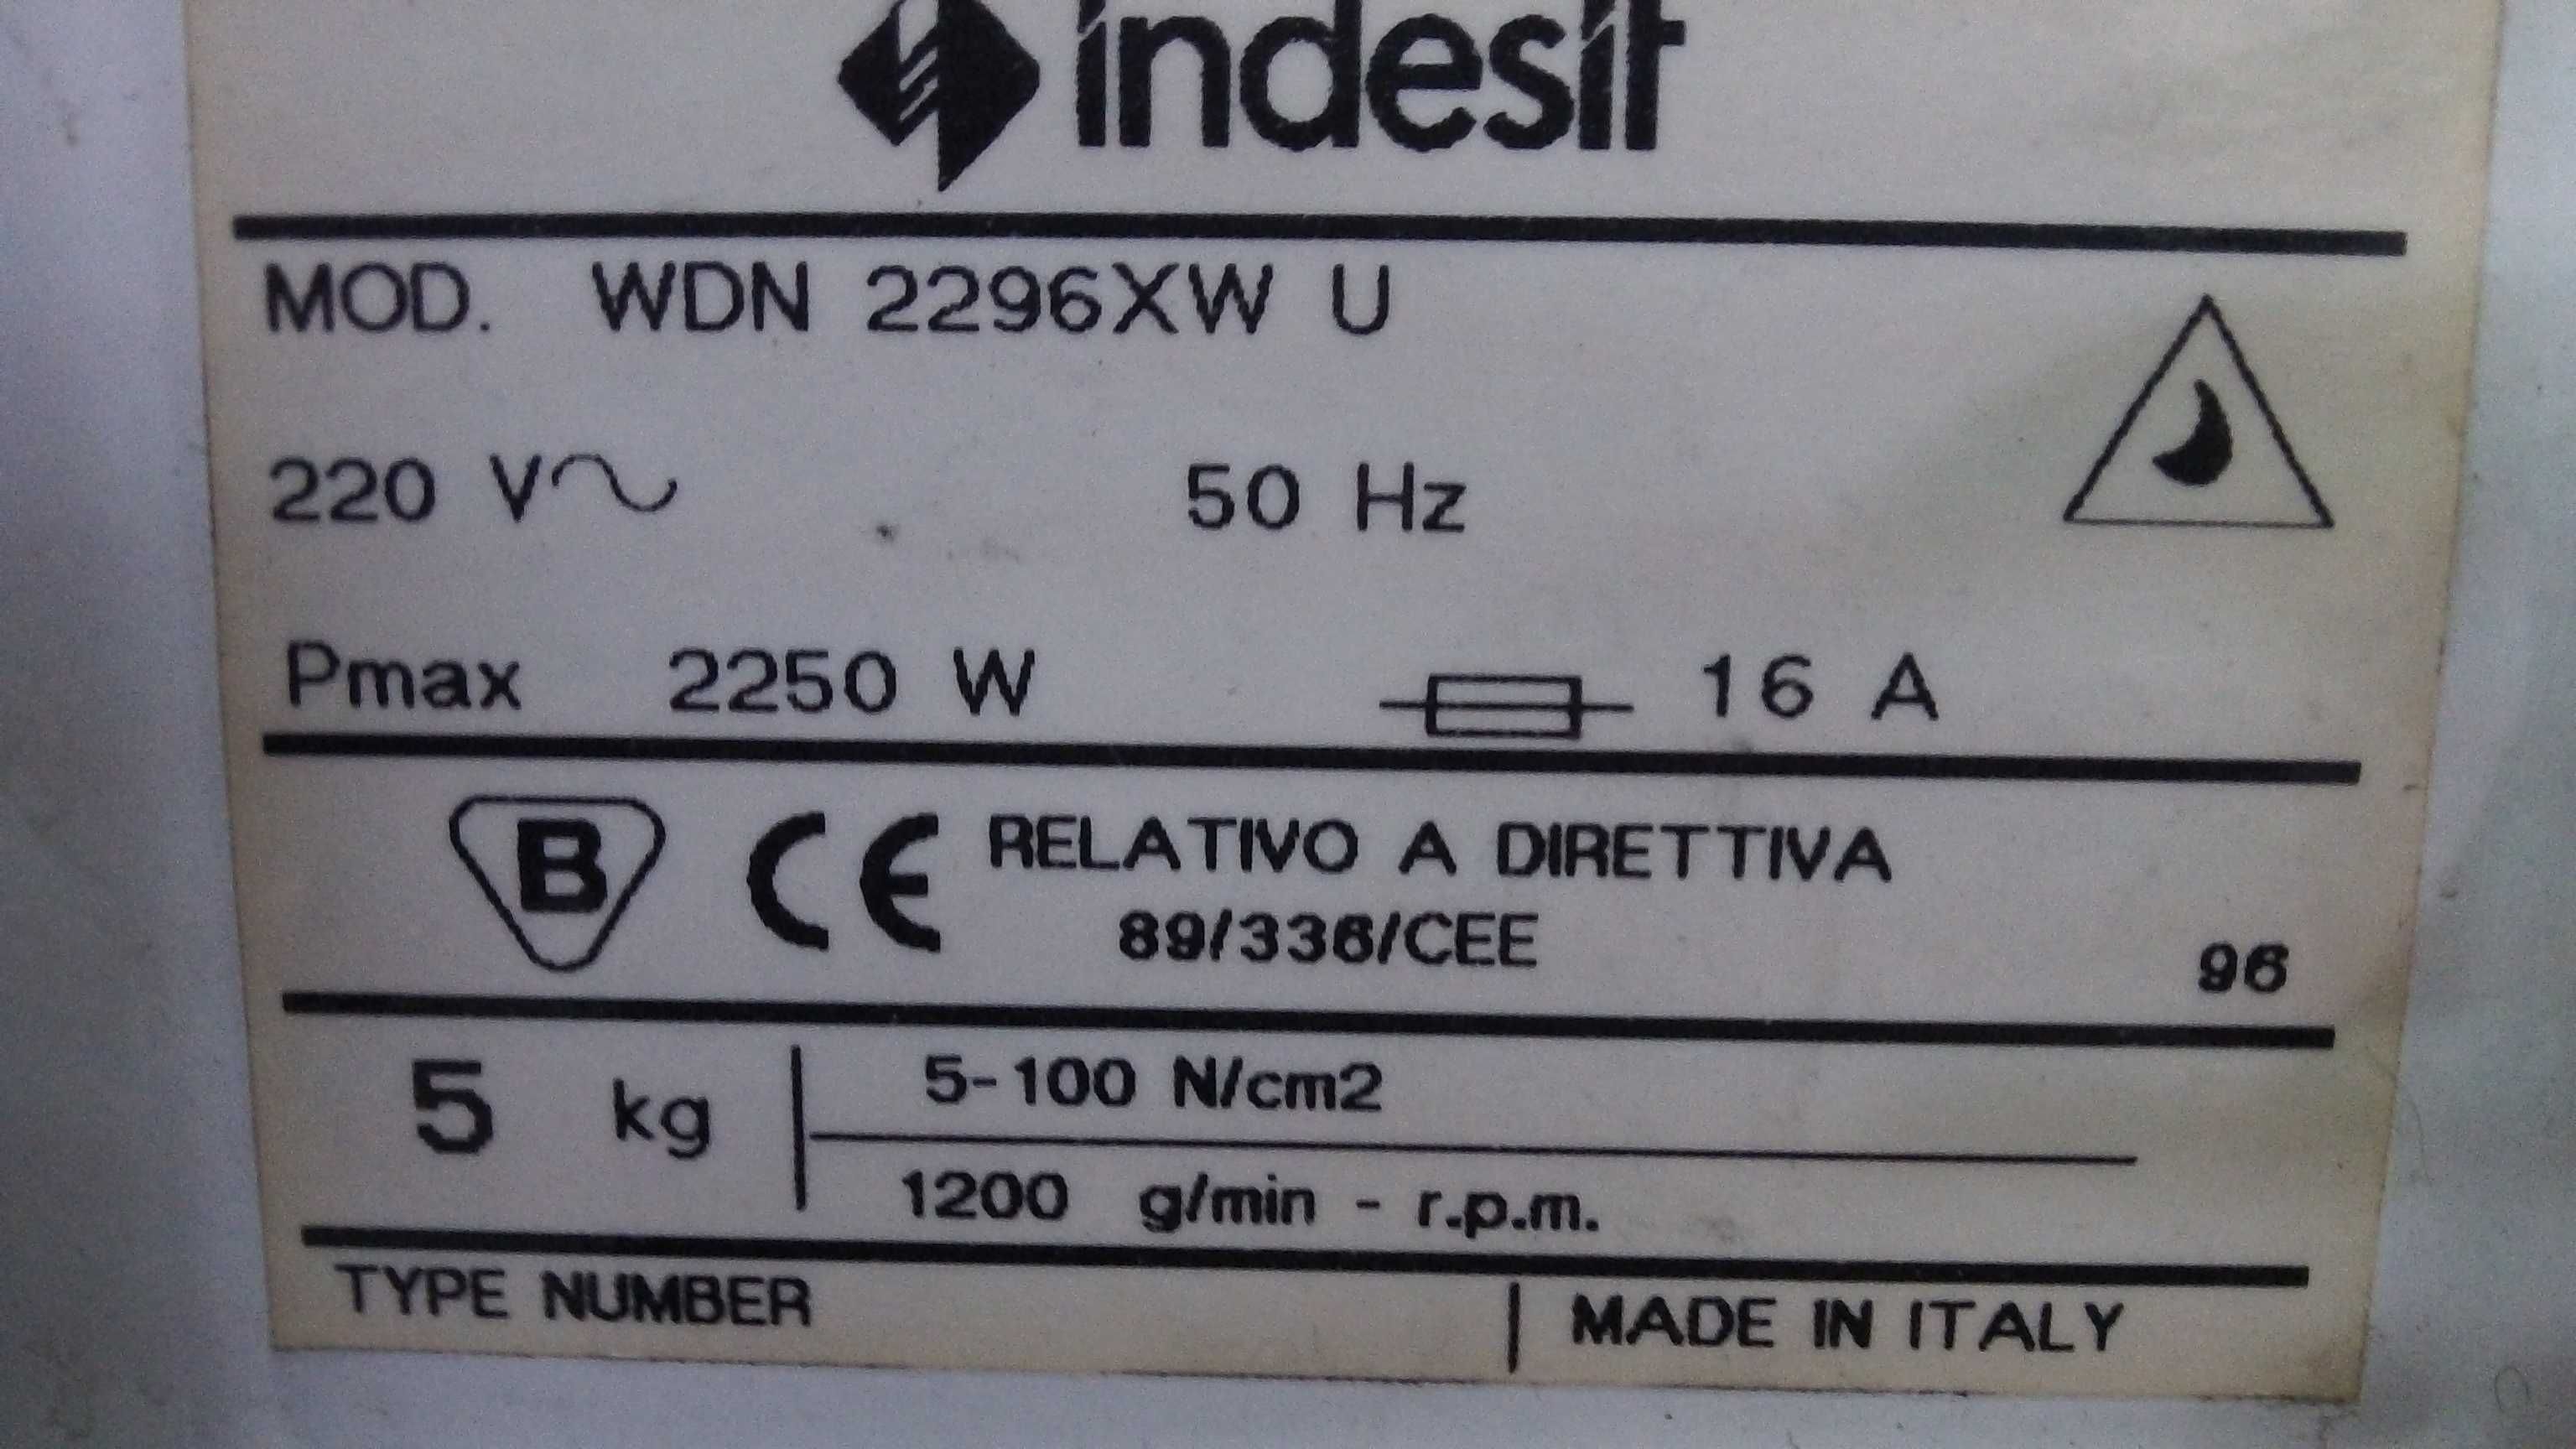 indesit
MOD. WDN 2296XW U
220 V~ 50 Hz
Pmax 2250 W 16 A
B CE RELATIVO A DIRETTIVA
89/336/CEE
96
5 kg
5-100 N/cm2
1200 g/min - r.p.m.
TYPE NUMBER | MADE IN ITALY